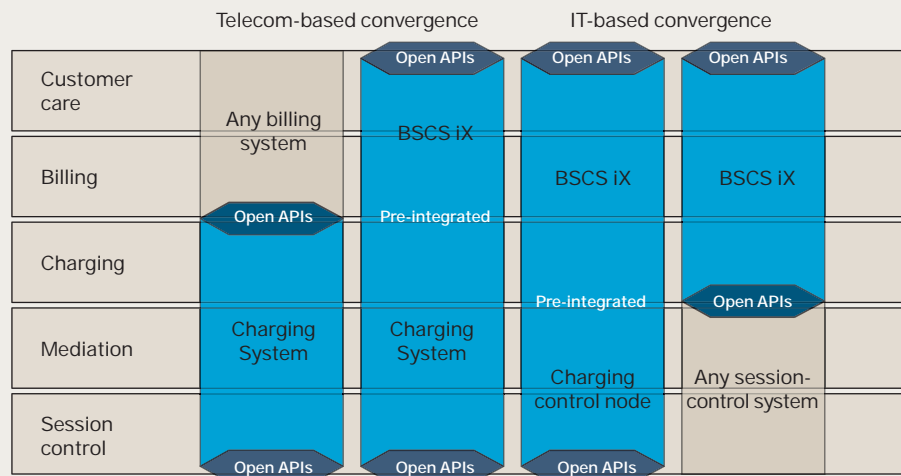 Telecom-based convergence
IT-based convergence
Open APIs
Open APIs
Open APIs
Customer
care
Any billing
system
BSCS iX
Billing
BSCS iX
BSCS iX
Open APIs
Pre-integrated
Charging
Pre-integrated
Open APIs
Mediation
Charging
System
Charging
System
Charging
control node
Any session-
control system
Session
control
Open APIs
Open APIs
Open APIs